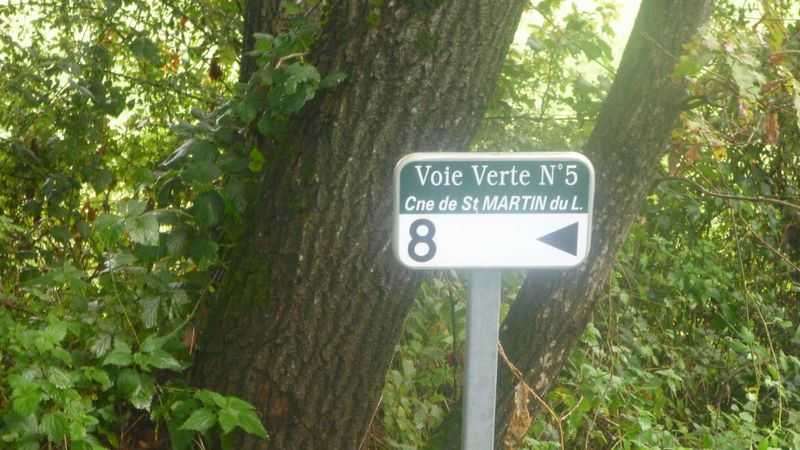 Voie Verte N°5
Cne de St MARTIN du L.
8